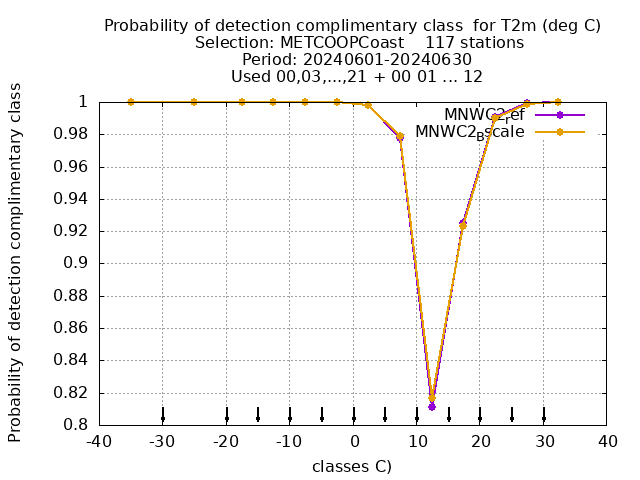 Probability of detection complimentary class  for T2m (deg C)
Selection: METCOOPCoast    117 stations
Period: 20240601-20240630
Used 00,03,...,21 + 00 01 ... 12
Probability of detection complimentary class
1
0.98
0.96
0.94
0.92
0.9
0.88
0.86
0.84
0.82
0.8
MNWC2ref
MNWC2Bscale
-40 -30 -20 -10 0 10 20 30 40
classes C)